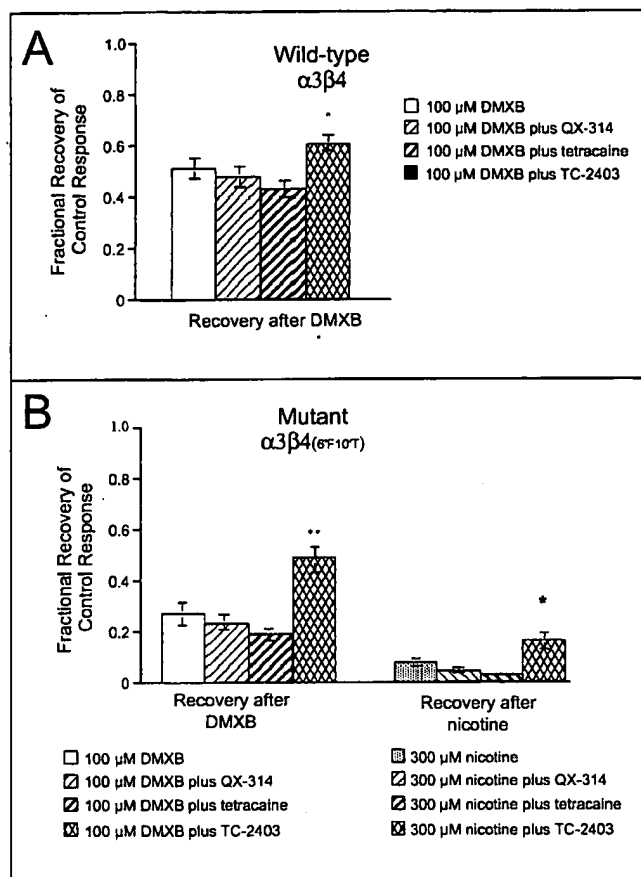 A
Wild-type
α3β4
1.0
0.8
0.6
0.4
0.2
0
Fractional Recovery of
Control Response
*
Recovery after DMXB
100 µM DMXB
100 µM DMXB plus QX-314
100 µM DMXB plus tetracaine
100 µM DMXB plus TC-2403
B
Mutant
α3β4(6'F10'T)
1.0
0.8
0.6
0.4
0.2
0
Fractional Recovery of
Control Response
**
*
Recovery after
DMXB
Recovery after
nicotine
100 µM DMXB
100 µM DMXB plus QX-314
100 µM DMXB plus tetracaine
100 µM DMXB plus TC-2403
300 µM nicotine
300 µM nicotine plus QX-314
300 µM nicotine plus tetracaine
300 µM nicotine plus TC-2403